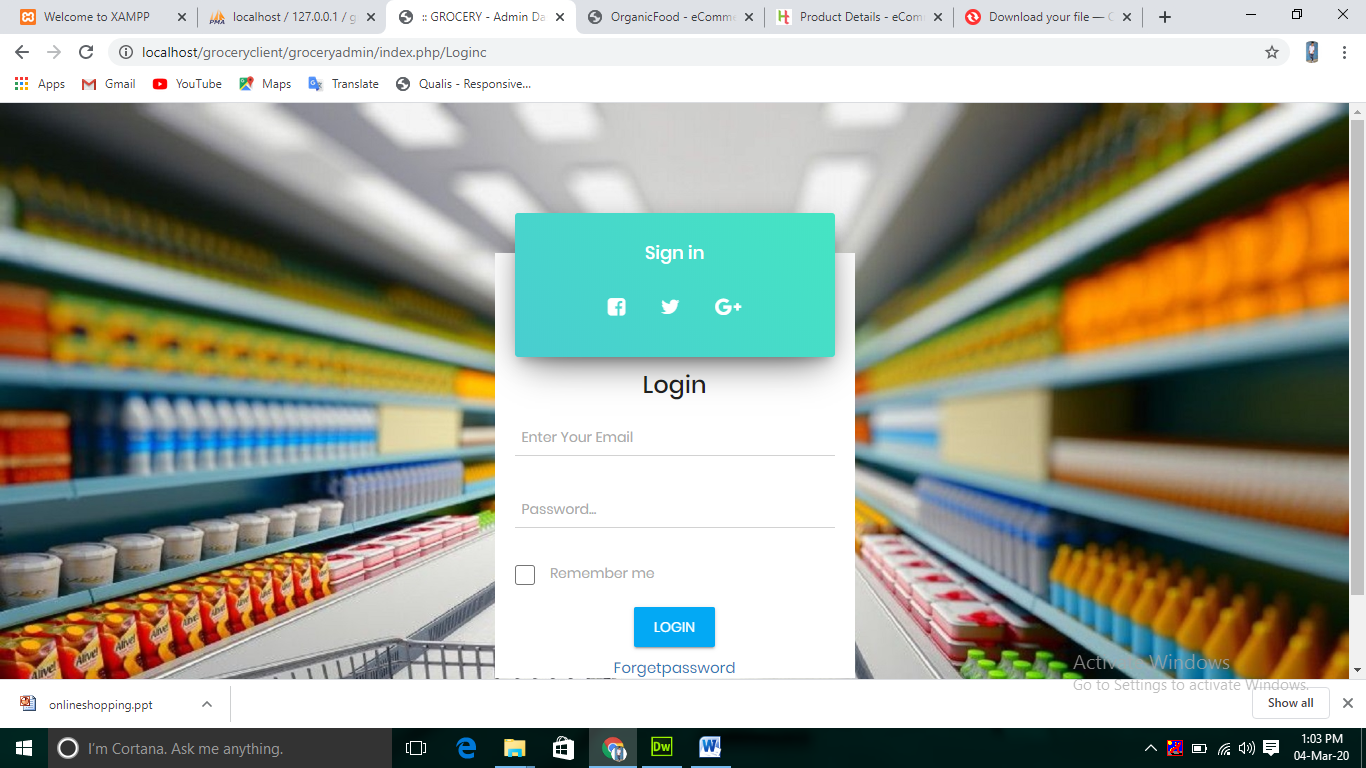 Welcome to XAMPP
localhost / 127.0.0.1 / g
:: GROCERY - Admin Da
OrganicFood - eComme
Product Details - eCom
Download your file —
localhost/groceryclient/groceryadmin/index.php/Loginc
Apps
Gmail
YouTube
Maps
Translate
Qualis - Responsive...
Sign in
Login
Enter Your Email
Password...
Remember me
LOGIN
Forgetpassword
Alive!
Activate Windows
Go to Settings to activate Windows.
onlineshopping.ppt
Show all
I'm Cortana. Ask me anything.
Dw
1:03 PM
04-Mar-20